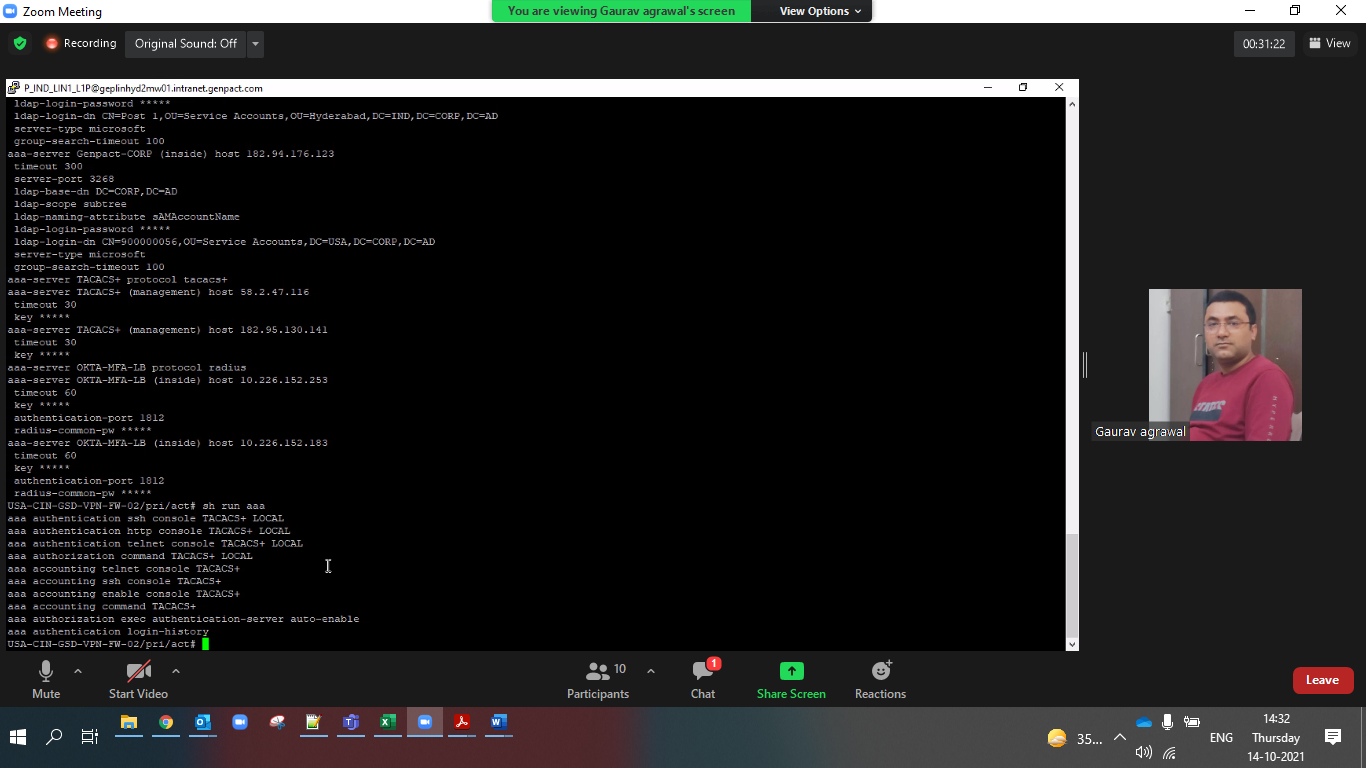 Zoom Meeting
You are viewing Gaurav agrawal's screen
View Options
Recording
Original Sound: Off
00:31:22
View
P_IND_LIN1_L1P@geplinhyd2mw01.intranet.genpact.com
ldap-login-password *****
ldap-login-dn CN=Post 1,OU=Service Accounts,OU=Hyderabad,DC=IND,DC=CORP,DC=AD
server-type microsoft
group-search-timeout 100
aaa-server Genpact-CORP (inside) host 182.94.176.123
timeout 300
server-port 3268
ldap-base-dn DC=CORP,DC=AD
ldap-scope subtree
ldap-naming-attribute sAMAccountName
ldap-login-password *****
ldap-login-dn CN=900000056,OU=Service Accounts,DC=USA,DC=CORP,DC=AD
server-type microsoft
group-search-timeout 100
aaa-server TACACS+ protocol tacacs+
aaa-server TACACS+ (management) host 58.2.47.116
timeout 30
key *****
aaa-server TACACS+ (management) host 182.95.130.141
timeout 30
key *****
aaa-server OKTA-MFA-LB protocol radius
aaa-server OKTA-MFA-LB (inside) host 10.226.152.253
timeout 60
key *****
authentication-port 1812
radius-common-pw *****
aaa-server OKTA-MFA-LB (inside) host 10.226.152.183
timeout 60
key *****
authentication-port 1812
radius-common-pw *****
USA-CIN-GSD-VPN-FW-02/pri/act# sh run aaa
aaa authentication ssh console TACACS+ LOCAL
aaa authentication http console TACACS+ LOCAL
aaa authentication telnet console TACACS+ LOCAL
aaa authorization command TACACS+ LOCAL
aaa accounting telnet console TACACS+
aaa accounting ssh console TACACS+
aaa accounting enable console TACACS+
aaa accounting command TACACS+
aaa authorization exec authentication-server auto-enable
aaa authentication login-history
USA-CIN-GSD-VPN-FW-02/pri/act#
Gaurav agrawal
Mute
Start Video
10
Participants
1
Chat
Share Screen
Reactions
Leave
35...
ENG
14:32
Thursday
14-10-2021